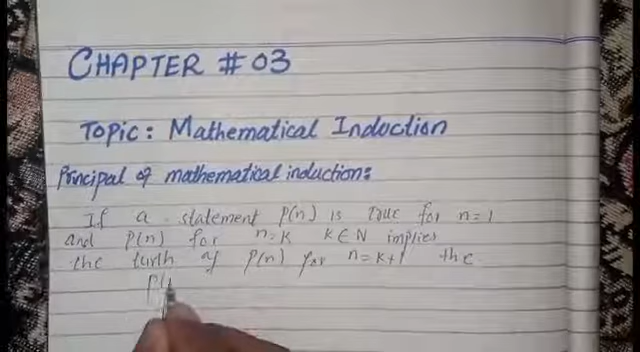 CHAPTER # 03
Topic: Mathematical Induction
Principal of mathematical induction:
If a statement P(n) is true for n=1
and P(n) for n=k k∈N implies
the turth of P(n) for n=k+1 the
P(